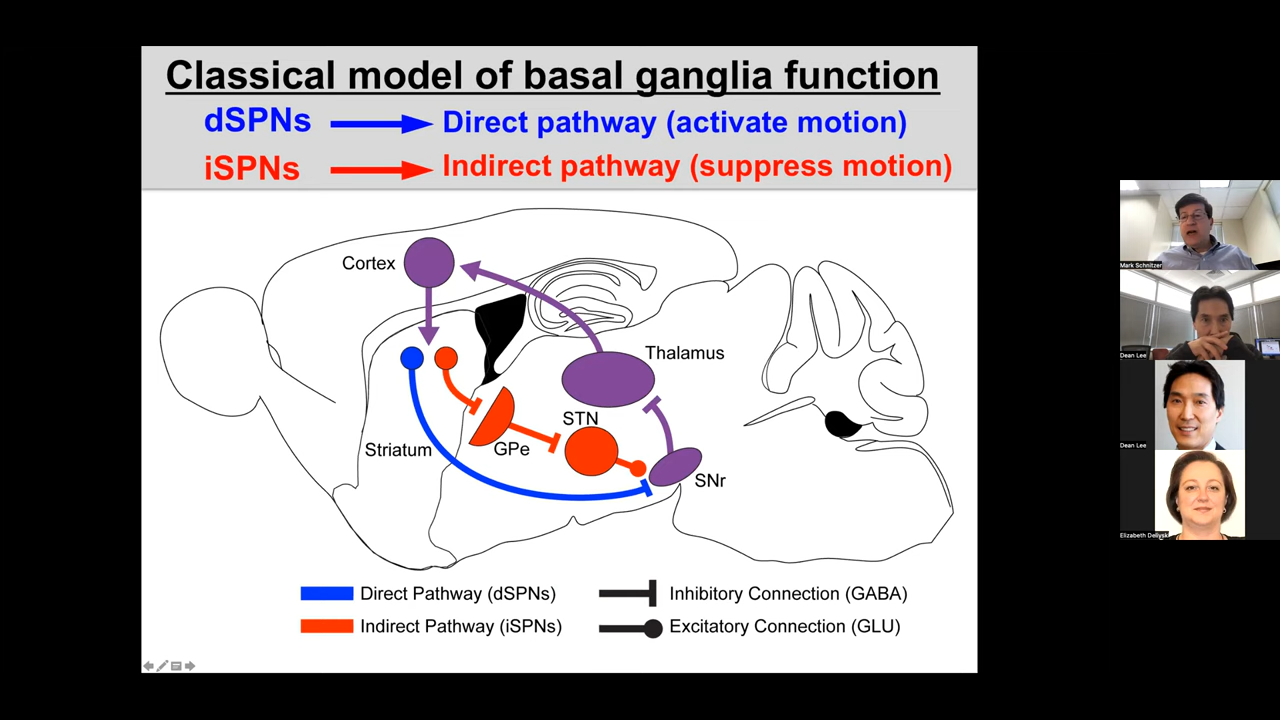 Classical model of basal ganglia function
dSPNs Direct pathway (activate motion)
iSPNs Indirect pathway (suppress motion)
Cortex
Thalamus
STN
Striatum
GPe
SNr
Direct Pathway (dSPNs)
Inhibitory Connection (GABA)
Indirect Pathway (iSPNs)
Excitatory Connection (GLU)
Mark Schnitzer
Dean Lee
Dean Lee
Elizabeth